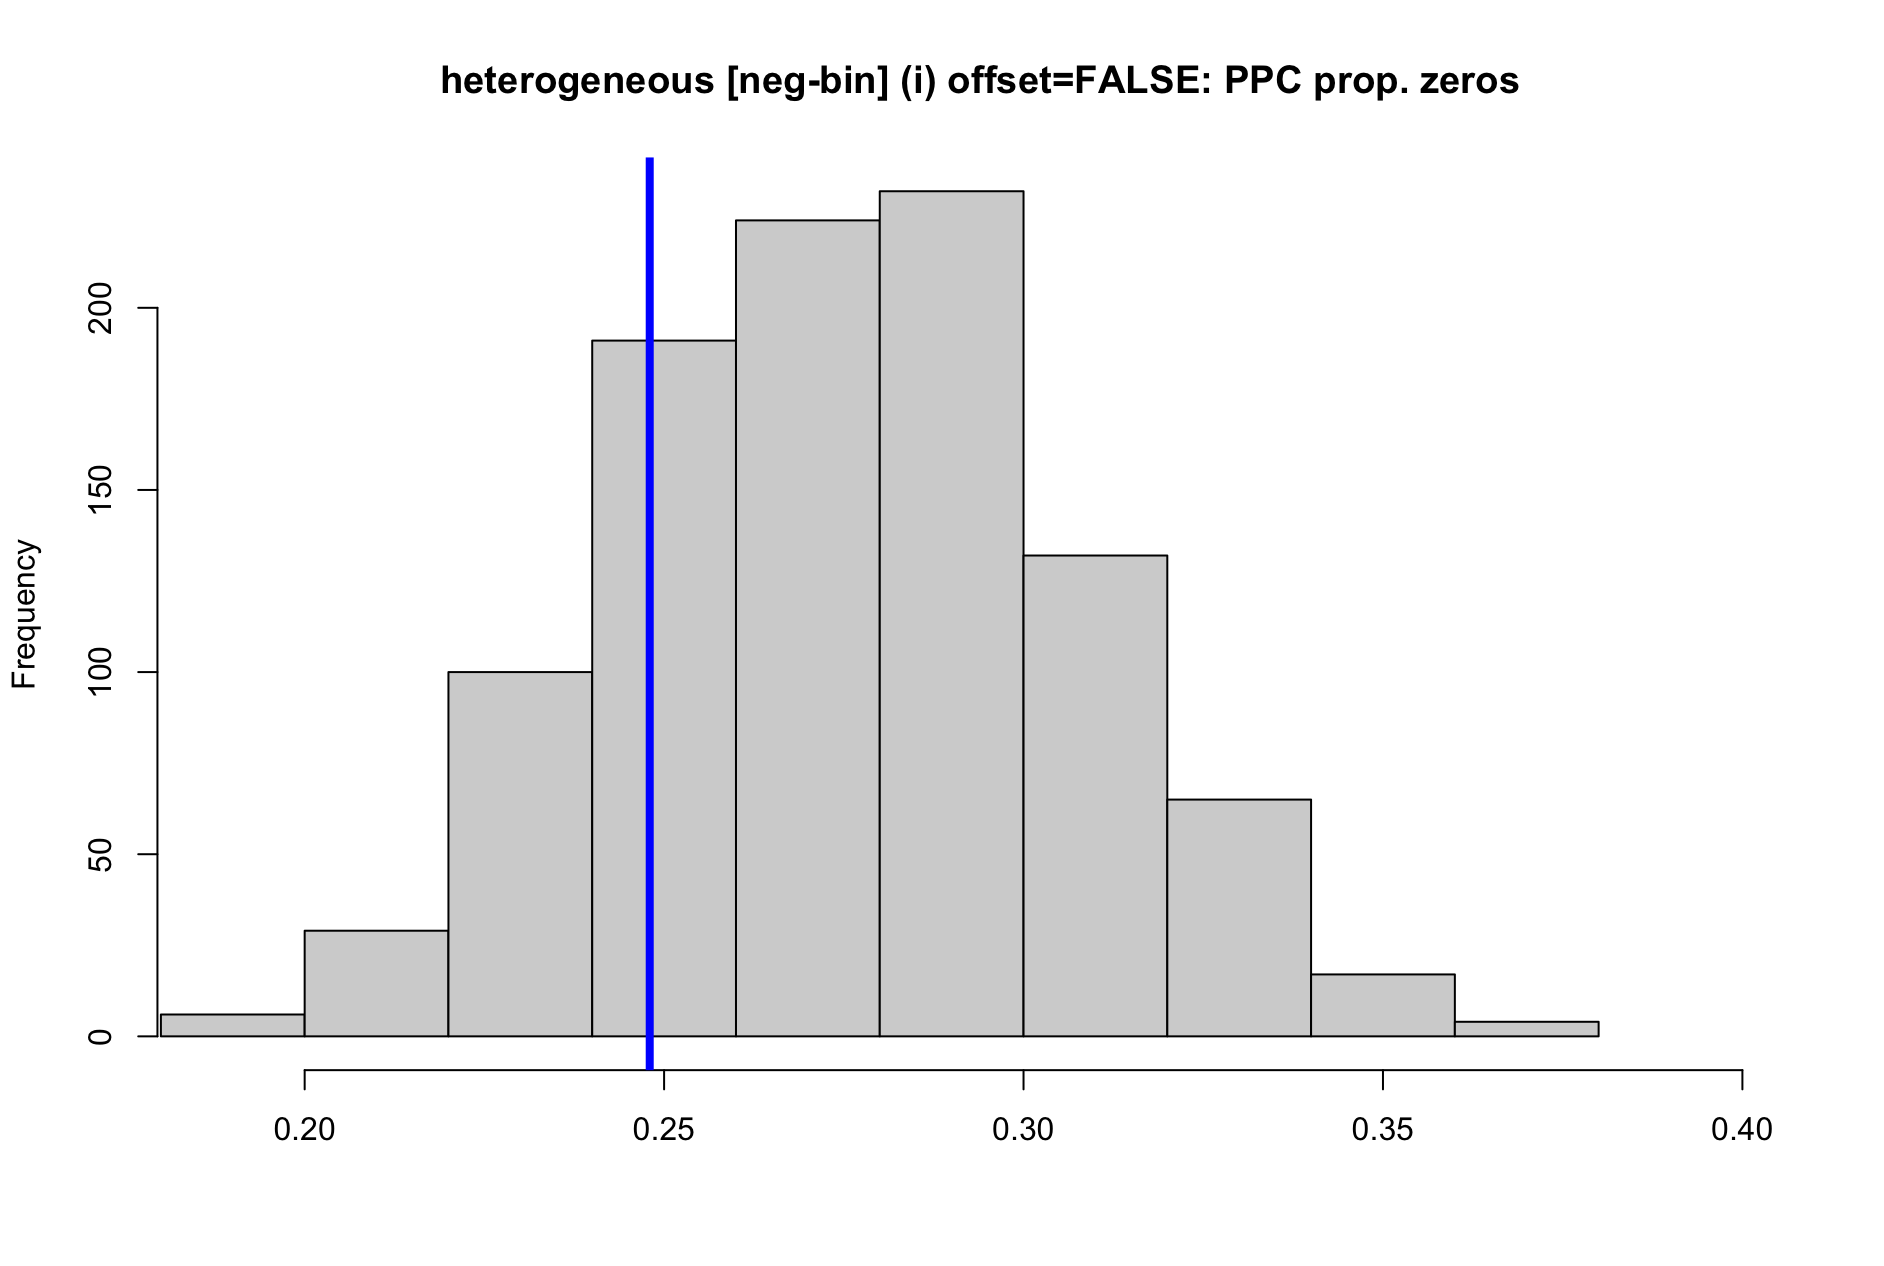 heterogeneous [neg-bin] (i) offset=FALSE: PPC prop. zeros
Frequency
200
150
100
50
0
0.20 0.25 0.30 0.35 0.40